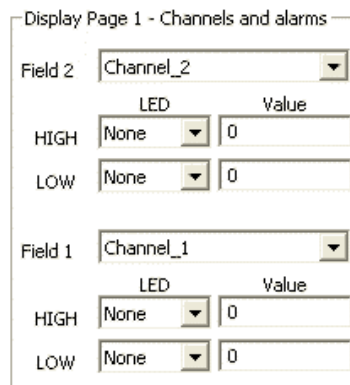 Display Page 1 - Channels and alarms
Field 2 Channel_2
LED Value
HIGH None 0
LOW None 0
Field 1 Channel_1
LED Value
HIGH None 0
LOW None 0